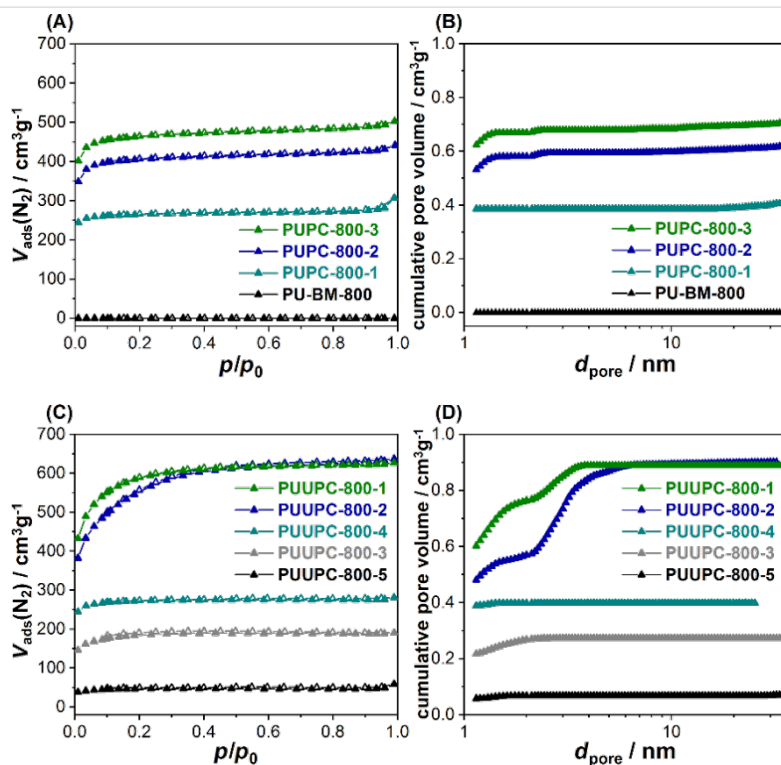 (A)
V_ads(N₂) / cm³g⁻¹
700
600
500
400
300
200
100
0
PUPC-800-3
PUPC-800-2
PUPC-800-1
PU-BM-800
0.0 0.2 0.4 0.6 0.8 1.0
p/p₀
(B)
cumulative pore volume / cm³g⁻¹
1.0
0.8
0.6
0.4
0.2
0.0
PUPC-800-3
PUPC-800-2
PUPC-800-1
PU-BM-800
1 10
d_pore / nm
(C)
V_ads(N₂) / cm³g⁻¹
700
600
500
400
300
200
100
0
PUUPC-800-1
PUUPC-800-2
PUUPC-800-4
PUUPC-800-3
PUUPC-800-5
0.0 0.2 0.4 0.6 0.8 1.0
p/p₀
(D)
cumulative pore volume / cm³g⁻¹
1.0
0.8
0.6
0.4
0.2
0.0
PUUPC-800-1
PUUPC-800-2
PUUPC-800-4
PUUPC-800-3
PUUPC-800-5
1 10
d_pore / nm